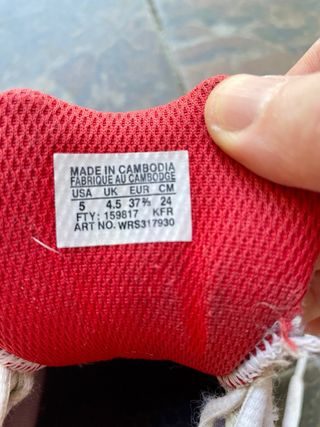 MADE IN CAMBODIA
FABRIQUE AU CAMBODGE
USA UK EUR CM
5 4.5 37⅔ 24
FTY: 159817 KFR
ART NO. WRS317930